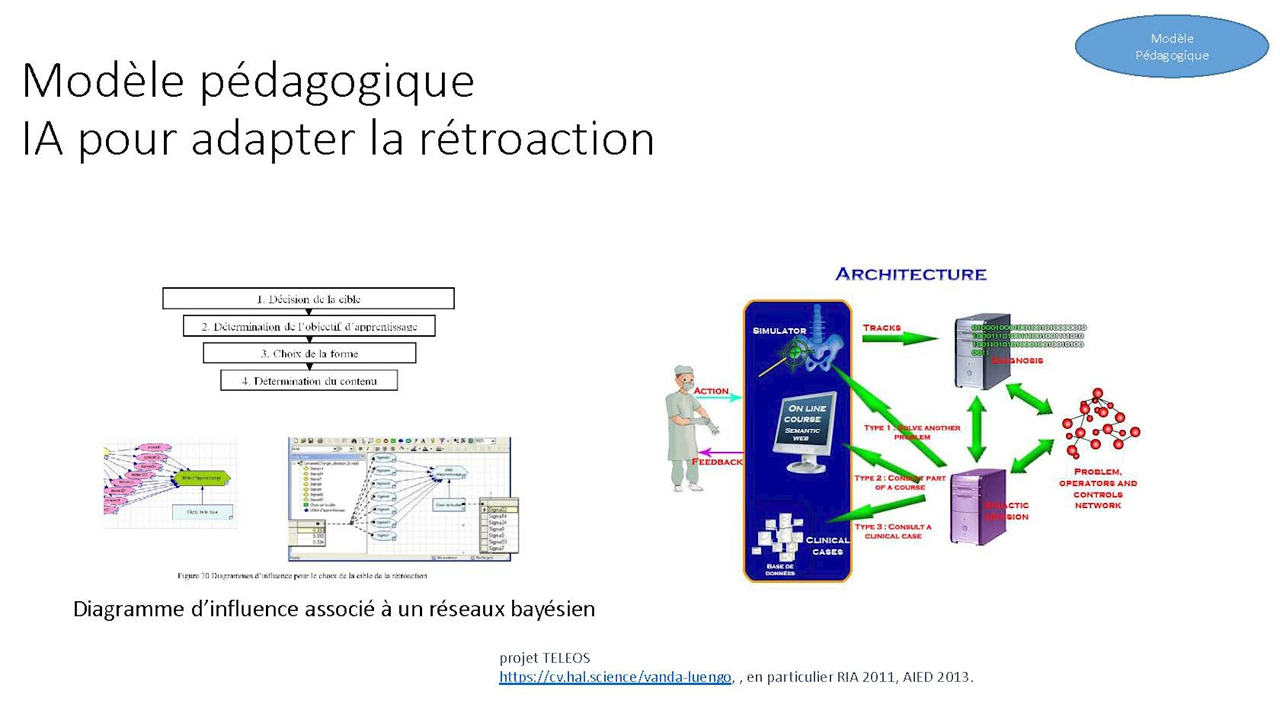 Modèle
Pédagogique
Modèle pédagogique
IA pour adapter la rétroaction
1. Décision de la cible
2. Détermination de l'objectif d'apprentissage
3. Choix de la forme
4. Détermination du contenu
Figure 70 Diagrammes d'influence pour le choix de la cible de la rétroaction
Diagramme d'influence associé à un réseaux bayésien
ARCHITECTURE
SIMULATOR
TRACKS
ACTION
FEEDBACK
ON LINE
COURSE
SEMANTIC
WEB
TYPE 1 : SOLVE ANOTHER
PROBLEM
TYPE 2 : CONSULT PART
OF A COURSE
TYPE 3 : CONSULT A
CLINICAL CASE
CLINICAL
CASES
BASE DE
DONNÉES
PROBLEM,
OPERATORS AND
CONTROLS
NETWORK
projet TELEOS
https://cv.hal.science/vanda-luengo, , en particulier RIA 2011, AIED 2013.